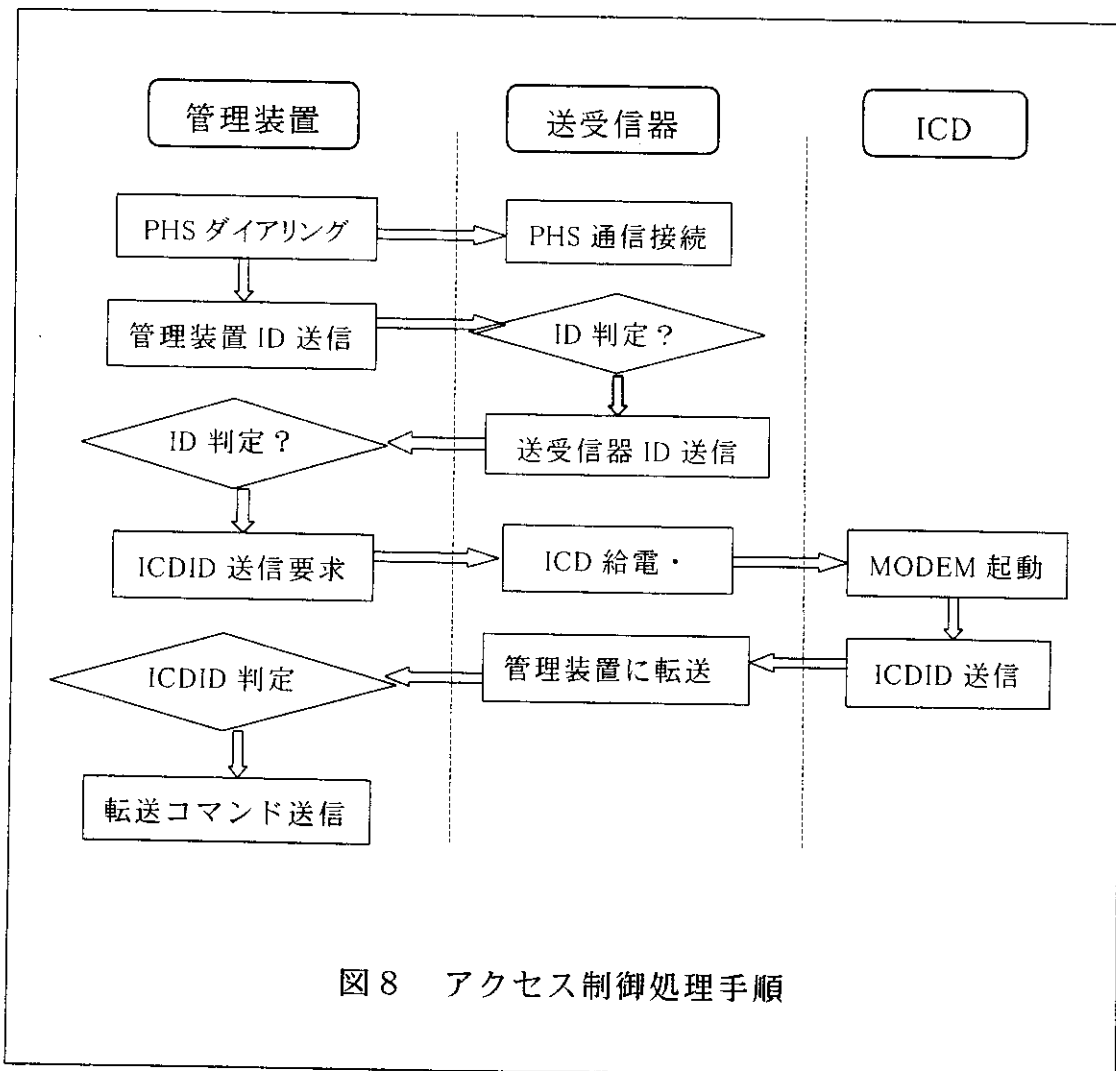 管理装置
送受信器
ICD
PHS ダイアリング
PHS 通信接続
管理装置 ID 送信
ID 判定？
ID 判定？
送受信器 ID 送信
ICDID 送信要求
ICD 給電・
MODEM 起動
ICDID 判定
管理装置に転送
ICDID 送信
転送コマンド送信
図８ アクセス制御処理手順